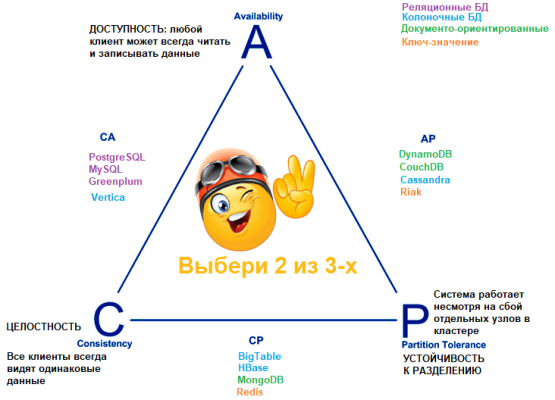 Availability
A
ДОСТУПНОСТЬ: любой
клиент может всегда читать
и записывать данные
Реляционные БД
Колоночные БД
Документо-ориентированные
Ключ-значение
CA
PostgreSQL
MySQL
Greenplum
Vertica
AP
DynamoDB
CouchDB
Cassandra
Riak
Выбери 2 из 3-х
ЦЕЛОСТНОСТЬ
C
Consistency
Все клиенты всегда
видят одинаковые
данные
CP
BigTable
HBase
MongoDB
Redis
Система работает
несмотря на сбой
отдельных узлов в
кластере
P
Partition Tolerance
УСТОЙЧИВОСТЬ
К РАЗДЕЛЕНИЮ